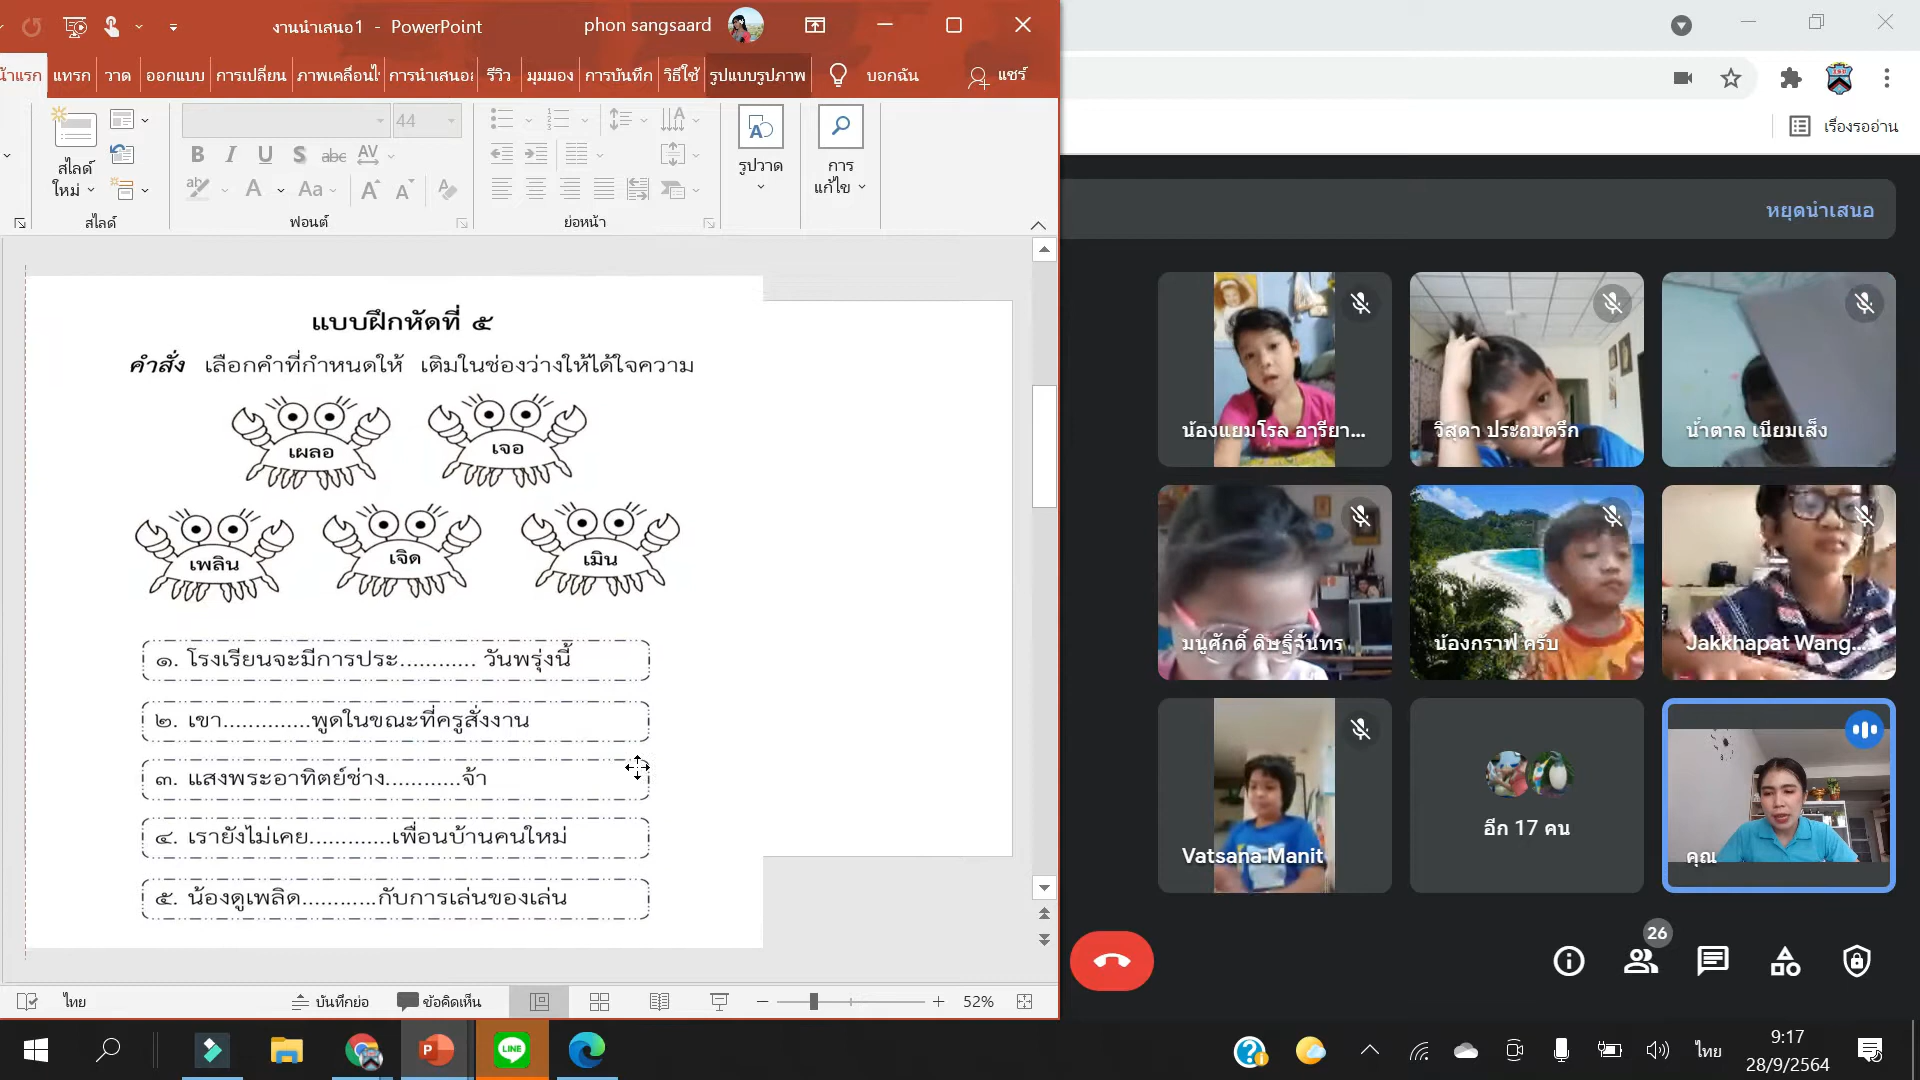 งานนำเสนอ1 - PowerPoint
phon sangsaard
น้าแรก แทรก วาด ออกแบบ การเปลี่ยน ภาพเคลื่อนไ การนำเสนอ รีวิว มุมมอง การบันทึก วิธีใช้ รูปแบบรูปภาพ บอกฉัน แชร์
สไลด์
ใหม่
44
รูปวาด
การ
แก้ไข
สไลด์ ฟอนต์ ย่อหน้า
เรื่องรออ่าน
หยุดนำเสนอ
แบบฝึกหัดที่ ๕
คำสั่ง เลือกคำที่กำหนดให้ เติมในช่องว่างให้ได้ใจความ
เผลอ เจอ
เพลิน เจิด เมิน
๑. โรงเรียนจะมีการประ............ วันพรุ่งนี้
๒. เขา..............พูดในขณะที่ครูสั่งงาน
๓. แสงพระอาทิตย์ช่าง............จ้า
๔. เรายังไม่เคย.............เพื่อนบ้านคนใหม่
๕. น้องดูเพลิด............กับการเล่นของเล่น
น้องแยมโรล อารียา...
วิสุดา ประถมตรึก
น้ำตาล เนียมเส็ง
มนูศักดิ์ ดิษฐิ์จันทร
น้องกราฟ ครับ
Jakkhapat Wang...
Vatsana Manit
อีก 17 คน
คุณ
26
ไทย
บันทึกย่อ
ข้อคิดเห็น
52%
LINE
ไทย
9:17
28/9/2564